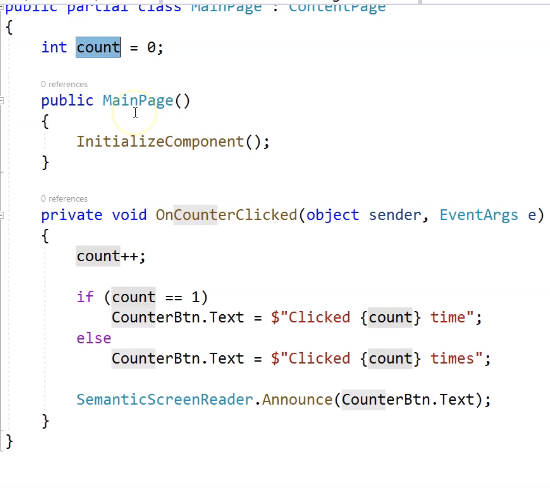 public partial class MainPage : ContentPage
{
int count = 0;
0 references
public MainPage()
{
InitializeComponent();
}
0 references
private void OnCounterClicked(object sender, EventArgs e)
{
count++;
if (count == 1)
CounterBtn.Text = $"Clicked {count} time";
else
CounterBtn.Text = $"Clicked {count} times";
SemanticScreenReader.Announce(CounterBtn.Text);
}
}